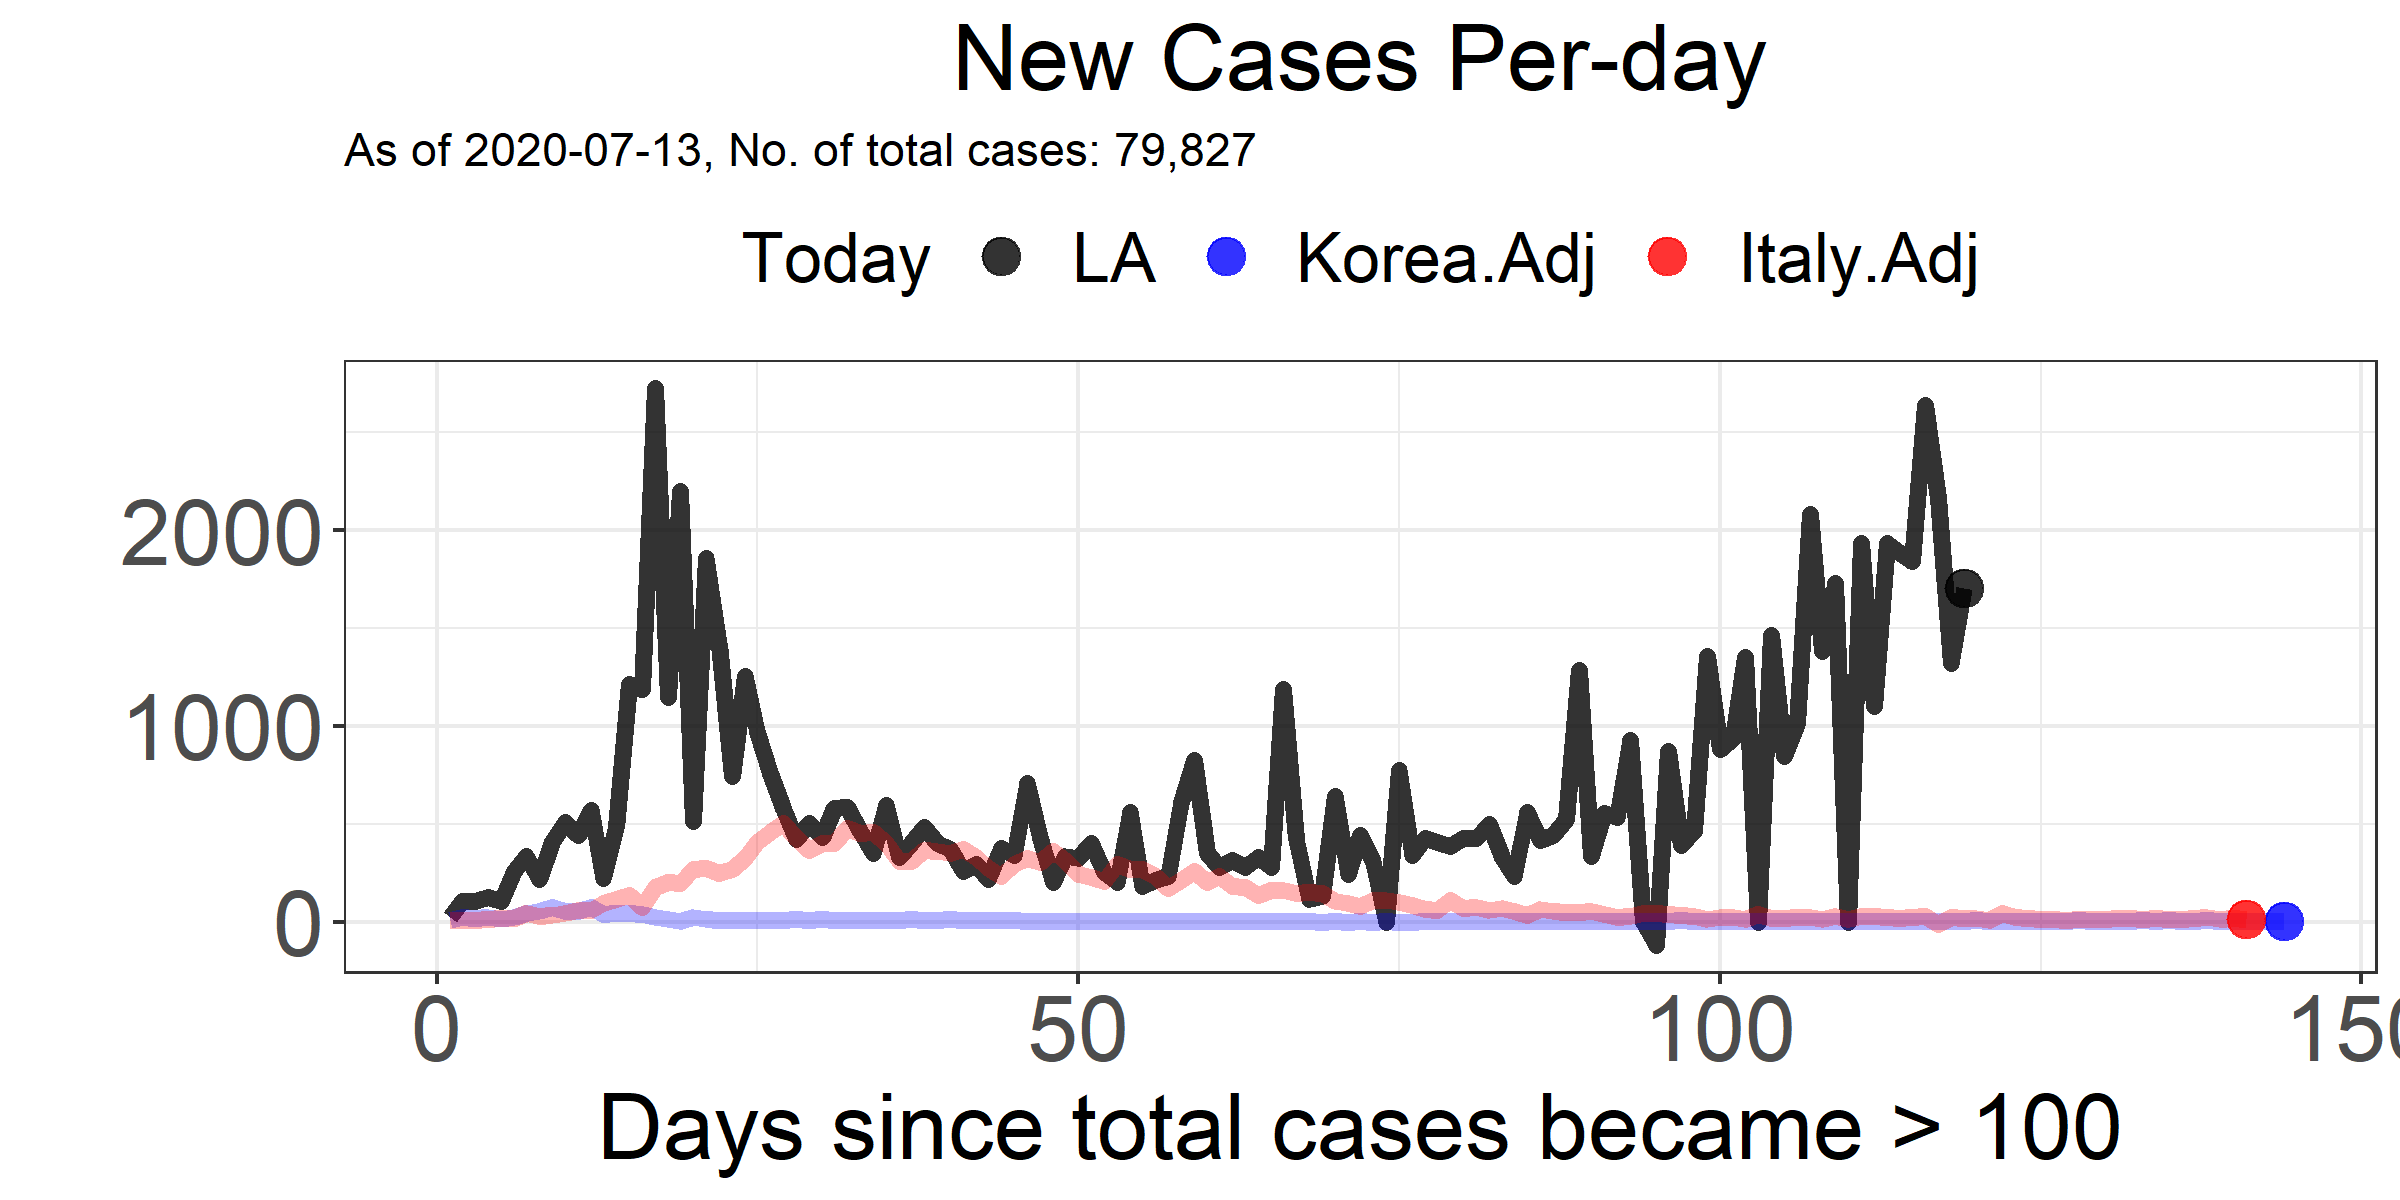 New Cases Per-day
As of 2020-07-13, No. of total cases: 79,827
Today LA Korea.Adj Italy.Adj
2000
1000
0
0 50 100 150
Days since total cases became > 100